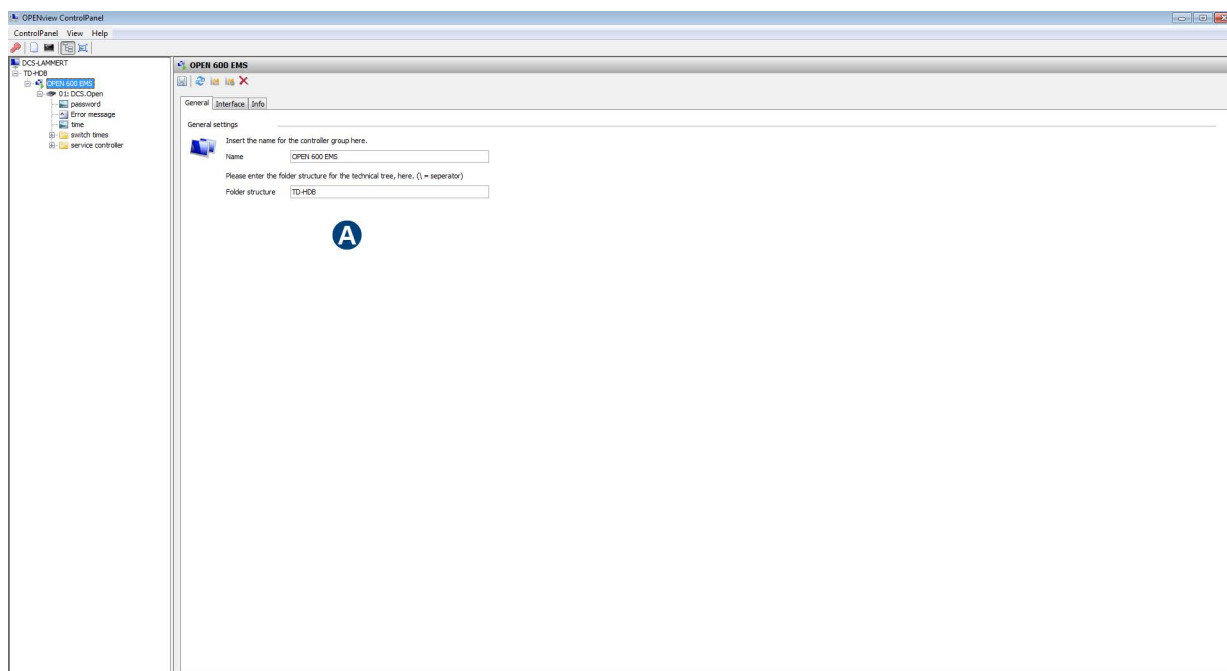 OPENview ControlPanel
ControlPanel View Help
DCS-LAMMERT
TD-HDB
OPEN 600 EMS
01: DCS.Open
password
Error message
time
switch times
service controller
OPEN 600 EMS
General Interface Info
General settings
Insert the name for the controller group here.
Name OPEN 600 EMS
Please enter the folder structure for the technical tree, here. (\ = seperator)
Folder structure TD-HDB
A